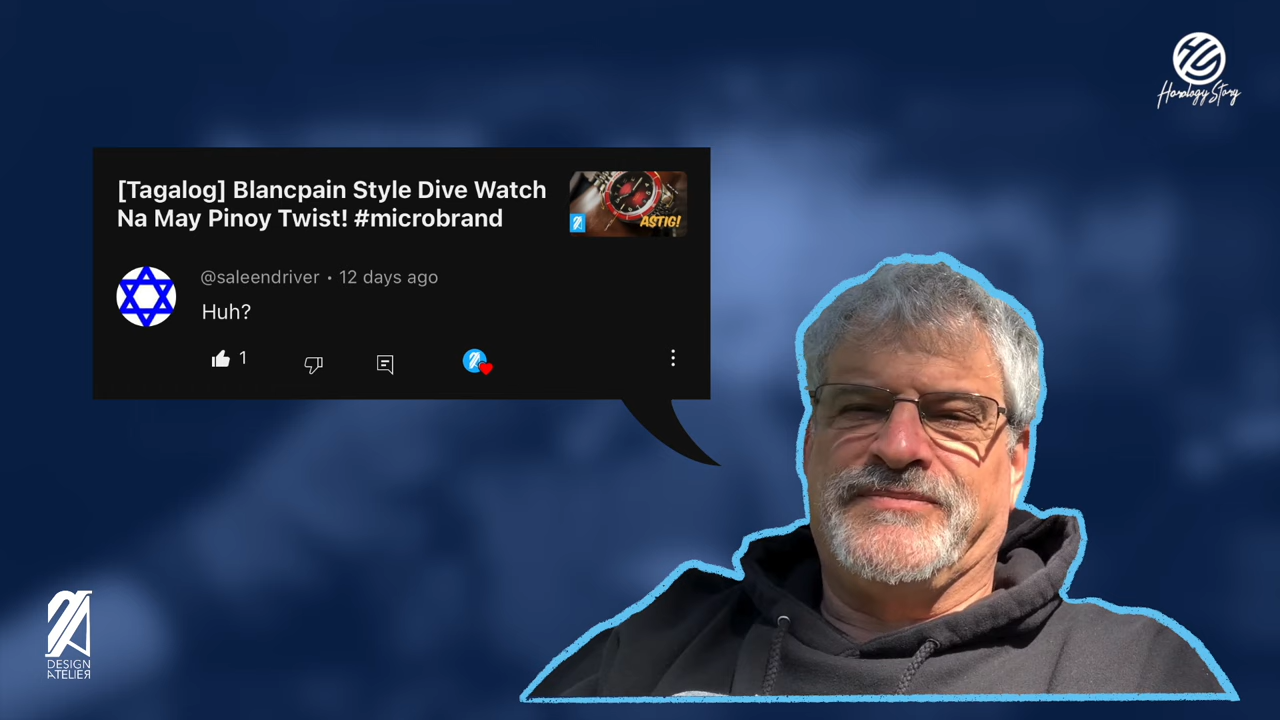 Horology Story
[Tagalog] Blancpain Style Dive Watch
Na May Pinoy Twist! #microbrand
ASTIG!
@saleendriver • 12 days ago
Huh?
1
DESIGN
ATELIER